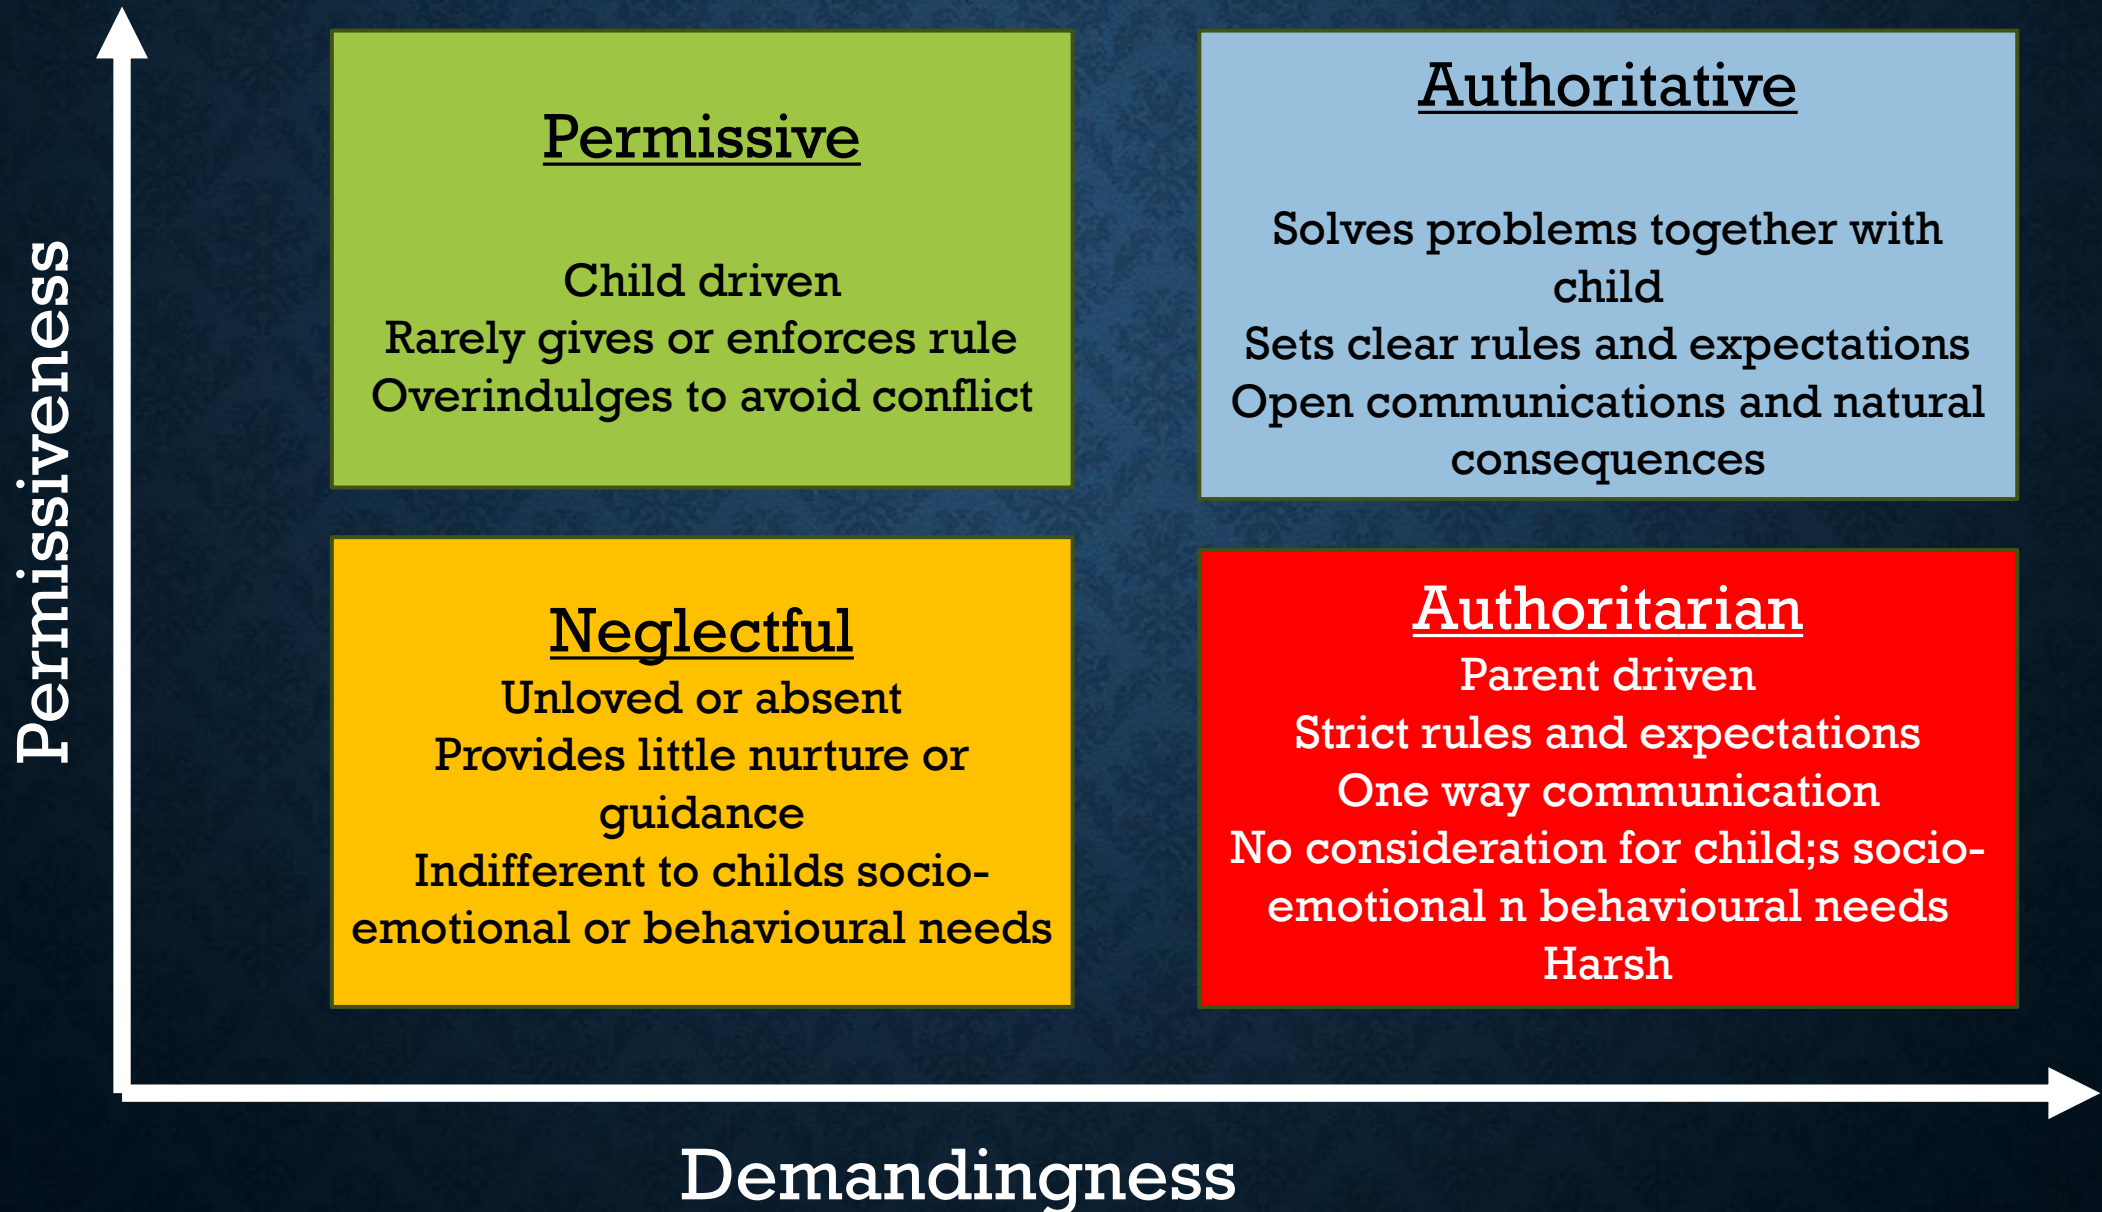 Permissiveness
Permissive
Child driven
Rarely gives or enforces rule
Overindulges to avoid conflict
Authoritative
Solves problems together with
child
Sets clear rules and expectations
Open communications and natural
consequences
Neglectful
Unloved or absent
Provides little nurture or
guidance
Indifferent to childs socio-
emotional or behavioural needs
Authoritarian
Parent driven
Strict rules and expectations
One way communication
No consideration for child;s socio-
emotional n behavioural needs
Harsh
Demandingness